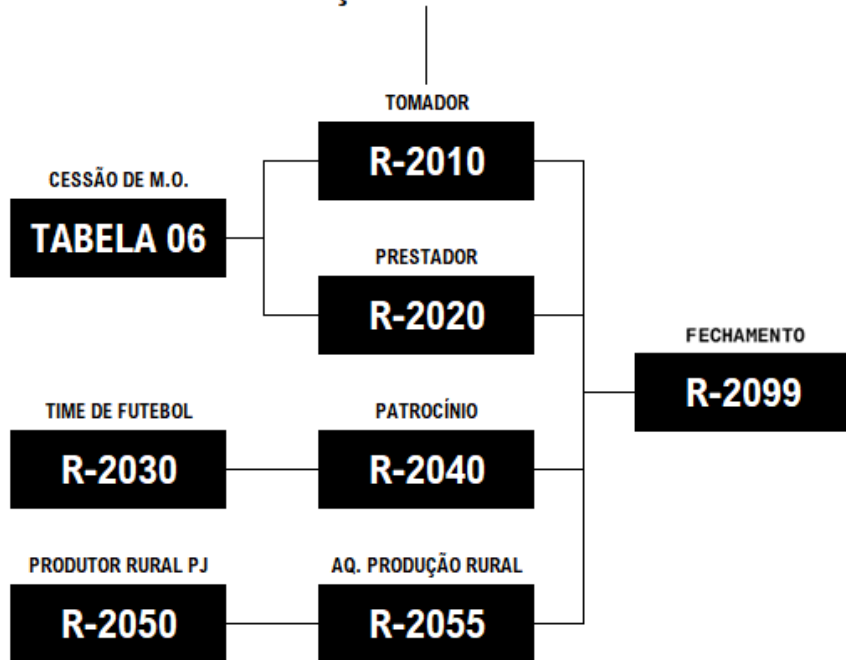 TOMADOR
R-2010
CESSÃO DE M.O.
TABELA 06
PRESTADOR
R-2020
FECHAMENTO
R-2099
TIME DE FUTEBOL
R-2030
PATROCÍNIO
R-2040
PRODUTOR RURAL PJ
R-2050
AQ. PRODUÇÃO RURAL
R-2055